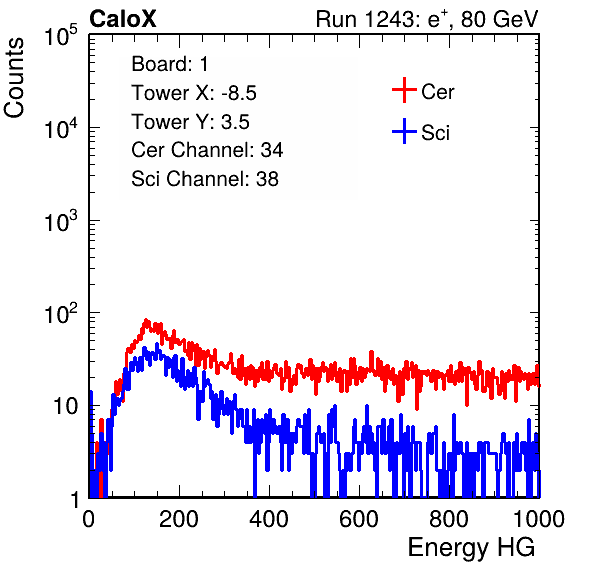 CaloX Run 1243: e⁺, 80 GeV
Counts
10⁵
10⁴
10³
10²
10
1
Board: 1
Tower X: -8.5
Tower Y: 3.5
Cer Channel: 34
Sci Channel: 38
Cer
Sci
0 200 400 600 800 1000
Energy HG